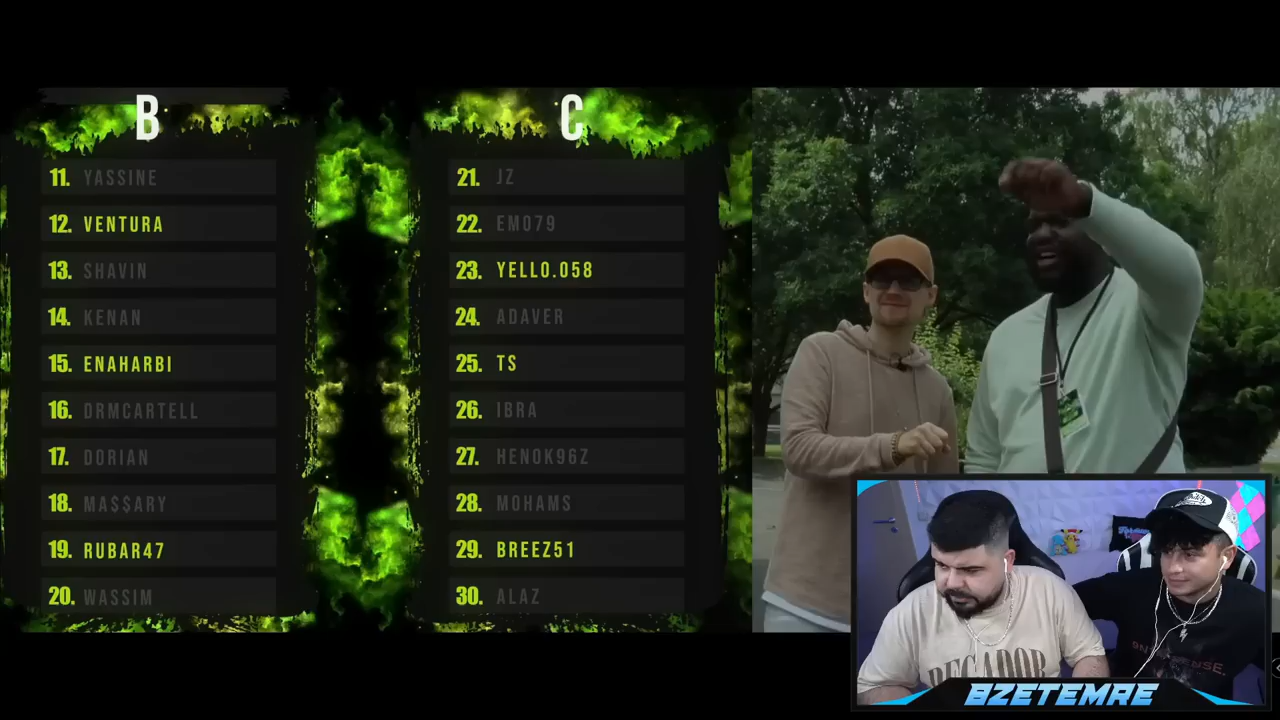 B
11. YASSINE
12. VENTURA
13. SHAVIN
14. KENAN
15. ENAHARBI
16. DRMCARTELL
17. DORIAN
18. MA$$ARY
19. RUBAR47
20. WASSIM
C
21. JZ
22. EMO79
23. YELLO.058
24. ADAVER
25. TS
26. IBRA
27. HENOK96Z
28. MOHAMS
29. BREEZ51
30. ALAZ
PEGADOR
BZETEMRE